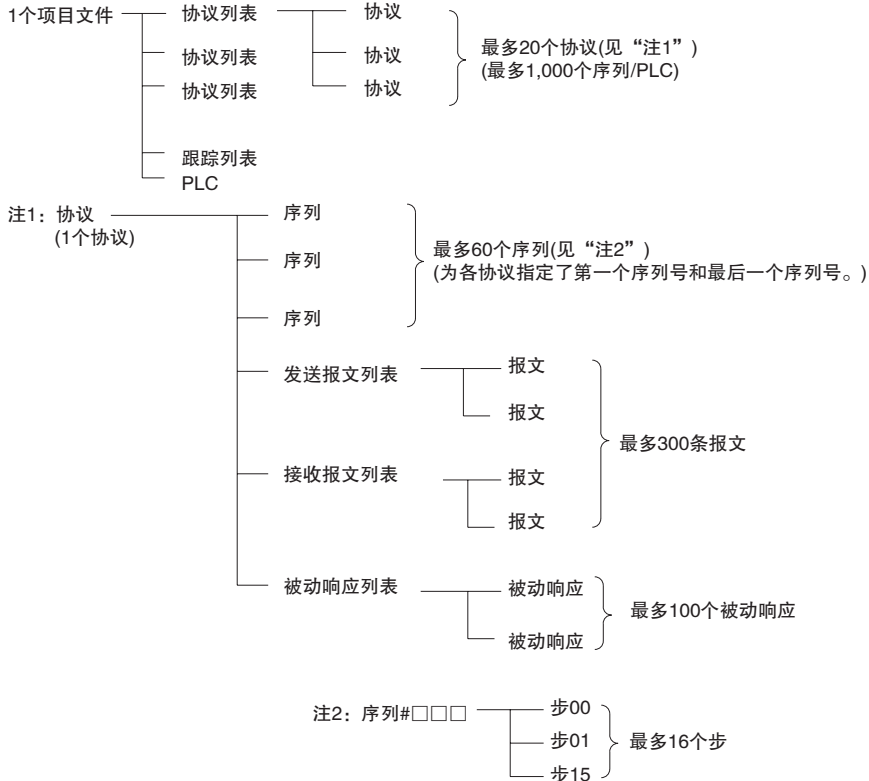 1个项目文件 协议列表 协议
协议列表 协议
协议列表 协议
最多20个协议(见“注1”)
(最多1,000个序列/PLC)
跟踪列表
PLC
注1：协议 序列
(1个协议)
序列
序列
最多60个序列(见“注2”)
(为各协议指定了第一个序列号和最后一个序列号。)
发送报文列表 报文
报文
接收报文列表 报文
报文
最多300条报文
被动响应列表 被动响应
被动响应
最多100个被动响应
注2：序列#□□□ 步00
步01 最多16个步
步15